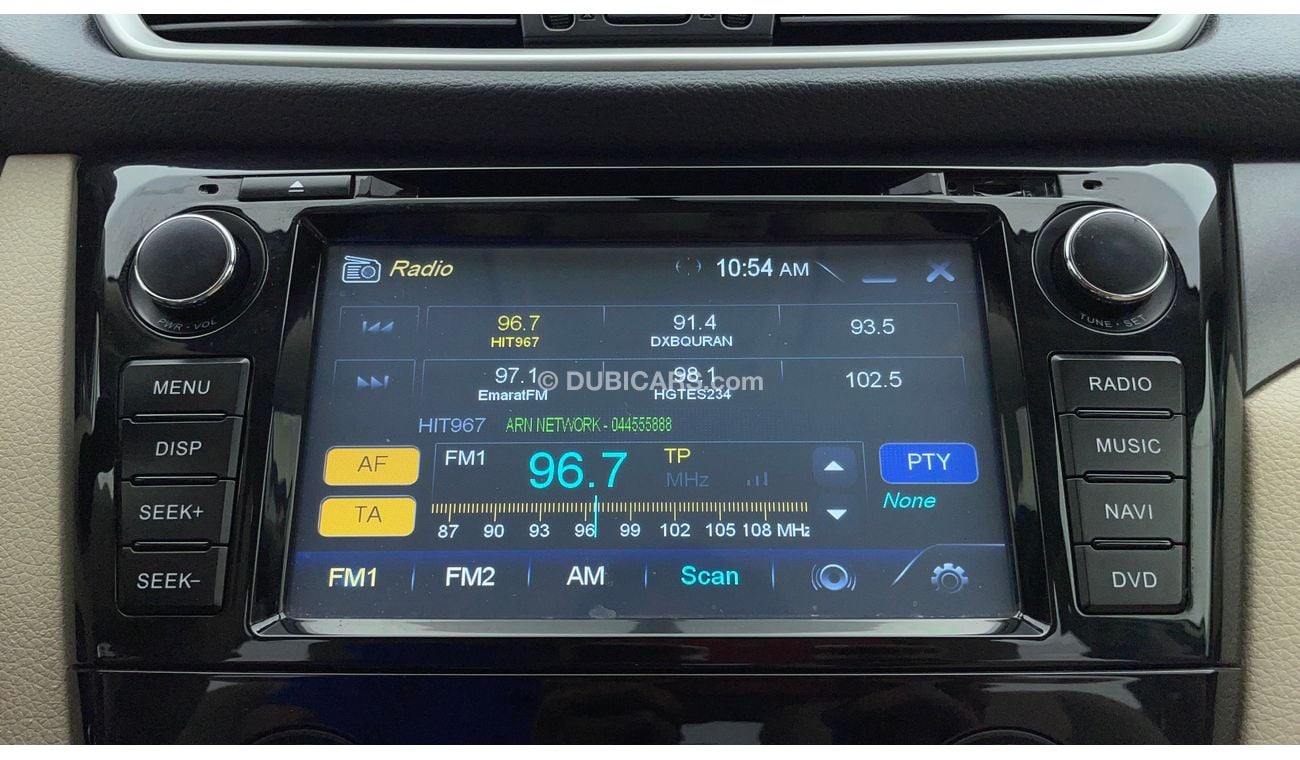 Radio 10:54 AM
96.7 91.4 93.5
HIT967 DXBQURAN
97.1 98.1 102.5
EmaratFM HGTES234
© DUBICARS.com
HIT967 ARN NETWORK - 044555888
AF FM1 96.7 TP PTY
MHz
None
TA
87 90 93 96 99 102 105 108 MHz
FM1 FM2 AM Scan
PWR·VOL
MENU
DISP
SEEK+
SEEK–
TUNE·SET
RADIO
MUSIC
NAVI
DVD